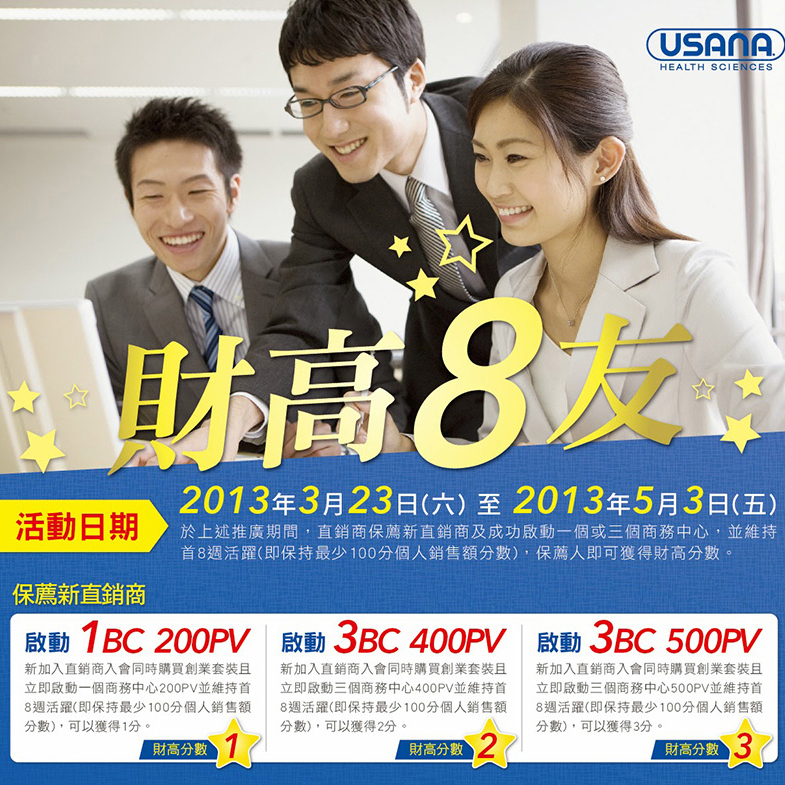 USANA
HEALTH SCIENCES
財高8友
活動日期
2013年3月23日(六) 至 2013年5月3日(五)
於上述推廣期間，直銷商保薦新直銷商及成功啟動一個或三個商務中心，並維持
首8週活躍(即保持最少100分個人銷售額分數)，保薦人即可獲得財高分數。
保薦新直銷商
啟動 1BC 200PV
新加入直銷商入會同時購買創業套裝且
立即啟動一個商務中心200PV並維持首
8週活躍(即保持最少100分個人銷售額
分數)，可以獲得1分。
財高分數 1
啟動 3BC 400PV
新加入直銷商入會同時購買創業套裝且
立即啟動三個商務中心400PV並維持首
8週活躍(即保持最少100分個人銷售額
分數)，可以獲得2分。
財高分數 2
啟動 3BC 500PV
新加入直銷商入會同時購買創業套裝且
立即啟動三個商務中心500PV並維持首
8週活躍(即保持最少100分個人銷售額
分數)，可以獲得3分。
財高分數 3